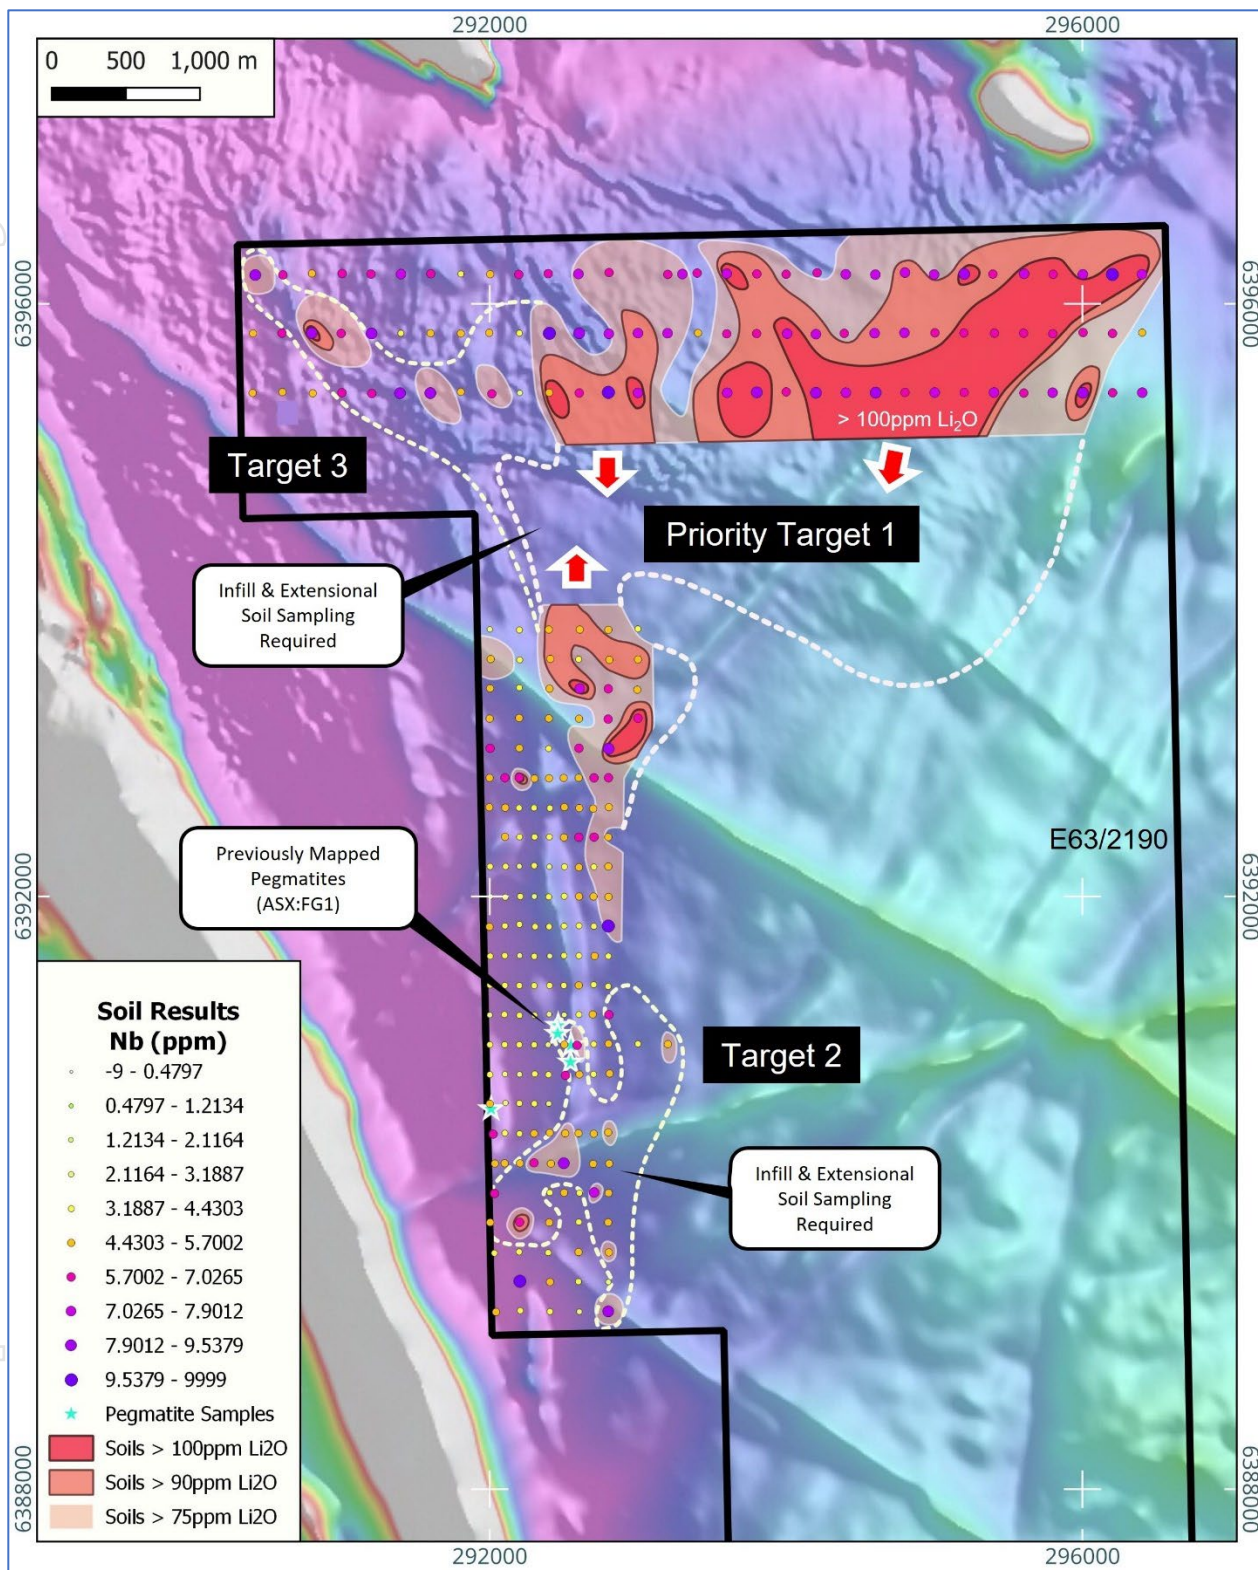 292000
296000
0 500 1,000 m
6396000
6396000
> 100ppm Li2O
Target 3
Priority Target 1
Infill & Extensional
Soil Sampling
Required
E63/2190
Previously Mapped
Pegmatites
(ASX:FG1)
6392000
6392000
Target 2
Infill & Extensional
Soil Sampling
Required
Soil Results
Nb (ppm)
-9 - 0.4797
0.4797 - 1.2134
1.2134 - 2.1164
2.1164 - 3.1887
3.1887 - 4.4303
4.4303 - 5.7002
5.7002 - 7.0265
7.0265 - 7.9012
7.9012 - 9.5379
9.5379 - 9999
Pegmatite Samples
Soils > 100ppm Li2O
Soils > 90ppm Li2O
Soils > 75ppm Li2O
6388000
6388000
292000
296000